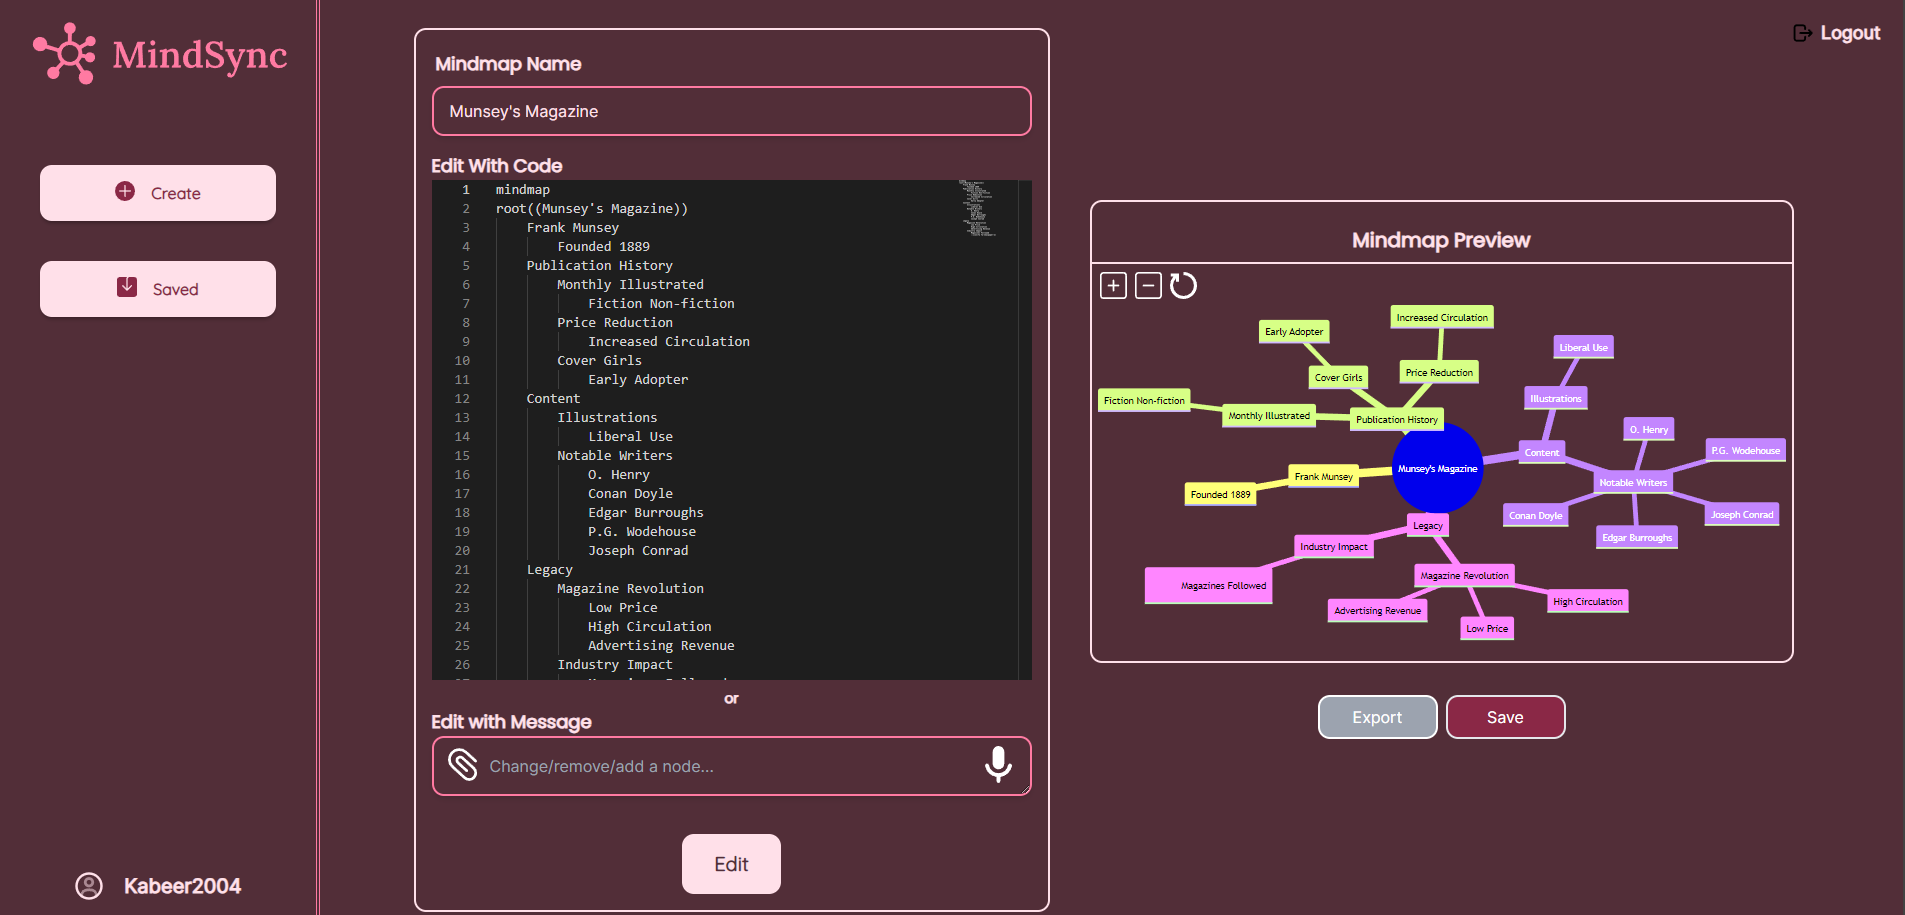 MindSync
Create
Saved
Kabeer2004
Mindmap Name
Munsey's Magazine
Edit With Code
1 mindmap
2 root((Munsey's Magazine))
3 Frank Munsey
4 Founded 1889
5 Publication History
6 Monthly Illustrated
7 Fiction Non-fiction
8 Price Reduction
9 Increased Circulation
10 Cover Girls
11 Early Adopter
12 Content
13 Illustrations
14 Liberal Use
15 Notable Writers
16 O. Henry
17 Conan Doyle
18 Edgar Burroughs
19 P.G. Wodehouse
20 Joseph Conrad
21 Legacy
22 Magazine Revolution
23 Low Price
24 High Circulation
25 Advertising Revenue
26 Industry Impact
or
Edit with Message
Change/remove/add a node...
Edit
Logout
Mindmap Preview
Increased Circulation
Early Adopter
Liberal Use
Price Reduction
Cover Girls
Fiction Non-fiction
Illustrations
Monthly Illustrated
Publication History
O. Henry
Content
P.G. Wodehouse
Munsey's Magazine
Frank Munsey
Notable Writers
Founded 1889
Conan Doyle
Joseph Conrad
Legacy
Edgar Burroughs
Industry Impact
Magazine Revolution
Magazines Followed
High Circulation
Advertising Revenue
Low Price
Export
Save